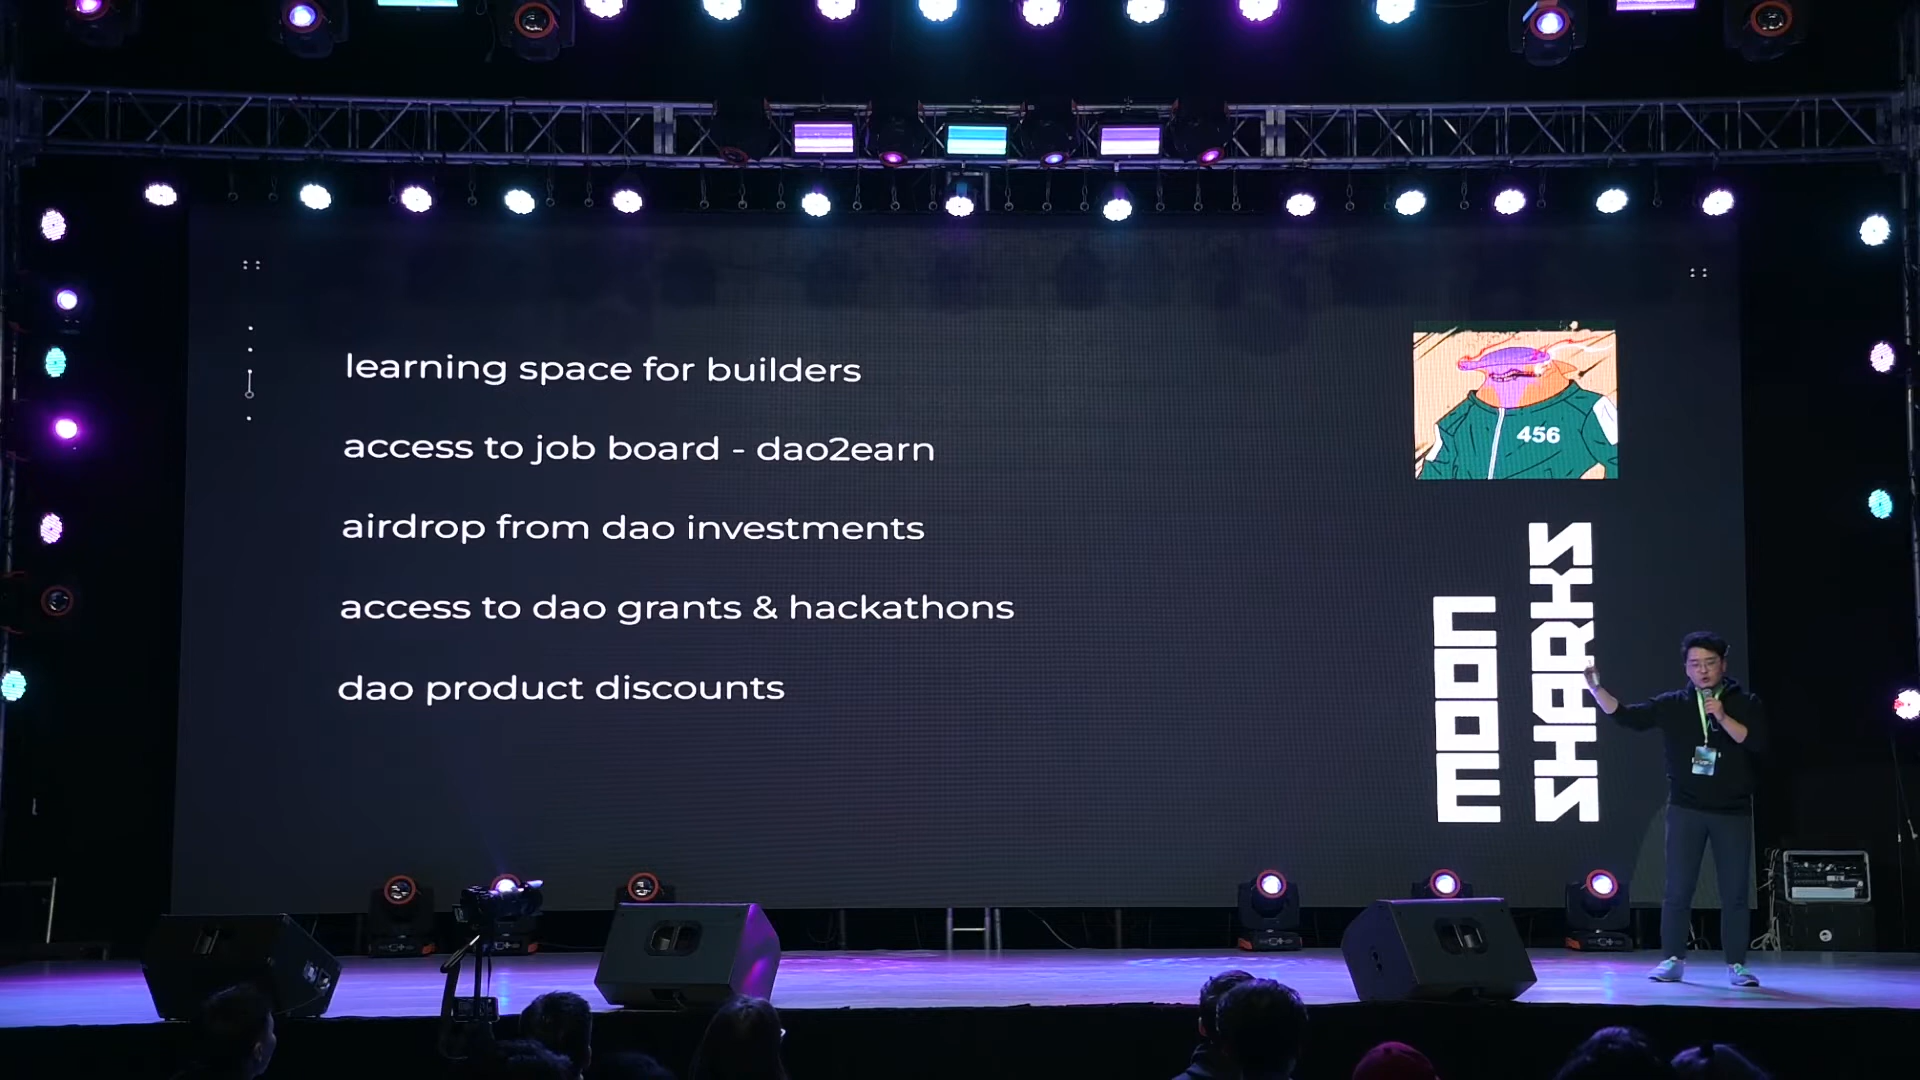 learning space for builders
access to job board - dao2earn
airdrop from dao investments
access to dao grants & hackathons
dao product discounts
456
MOON
SHARKS